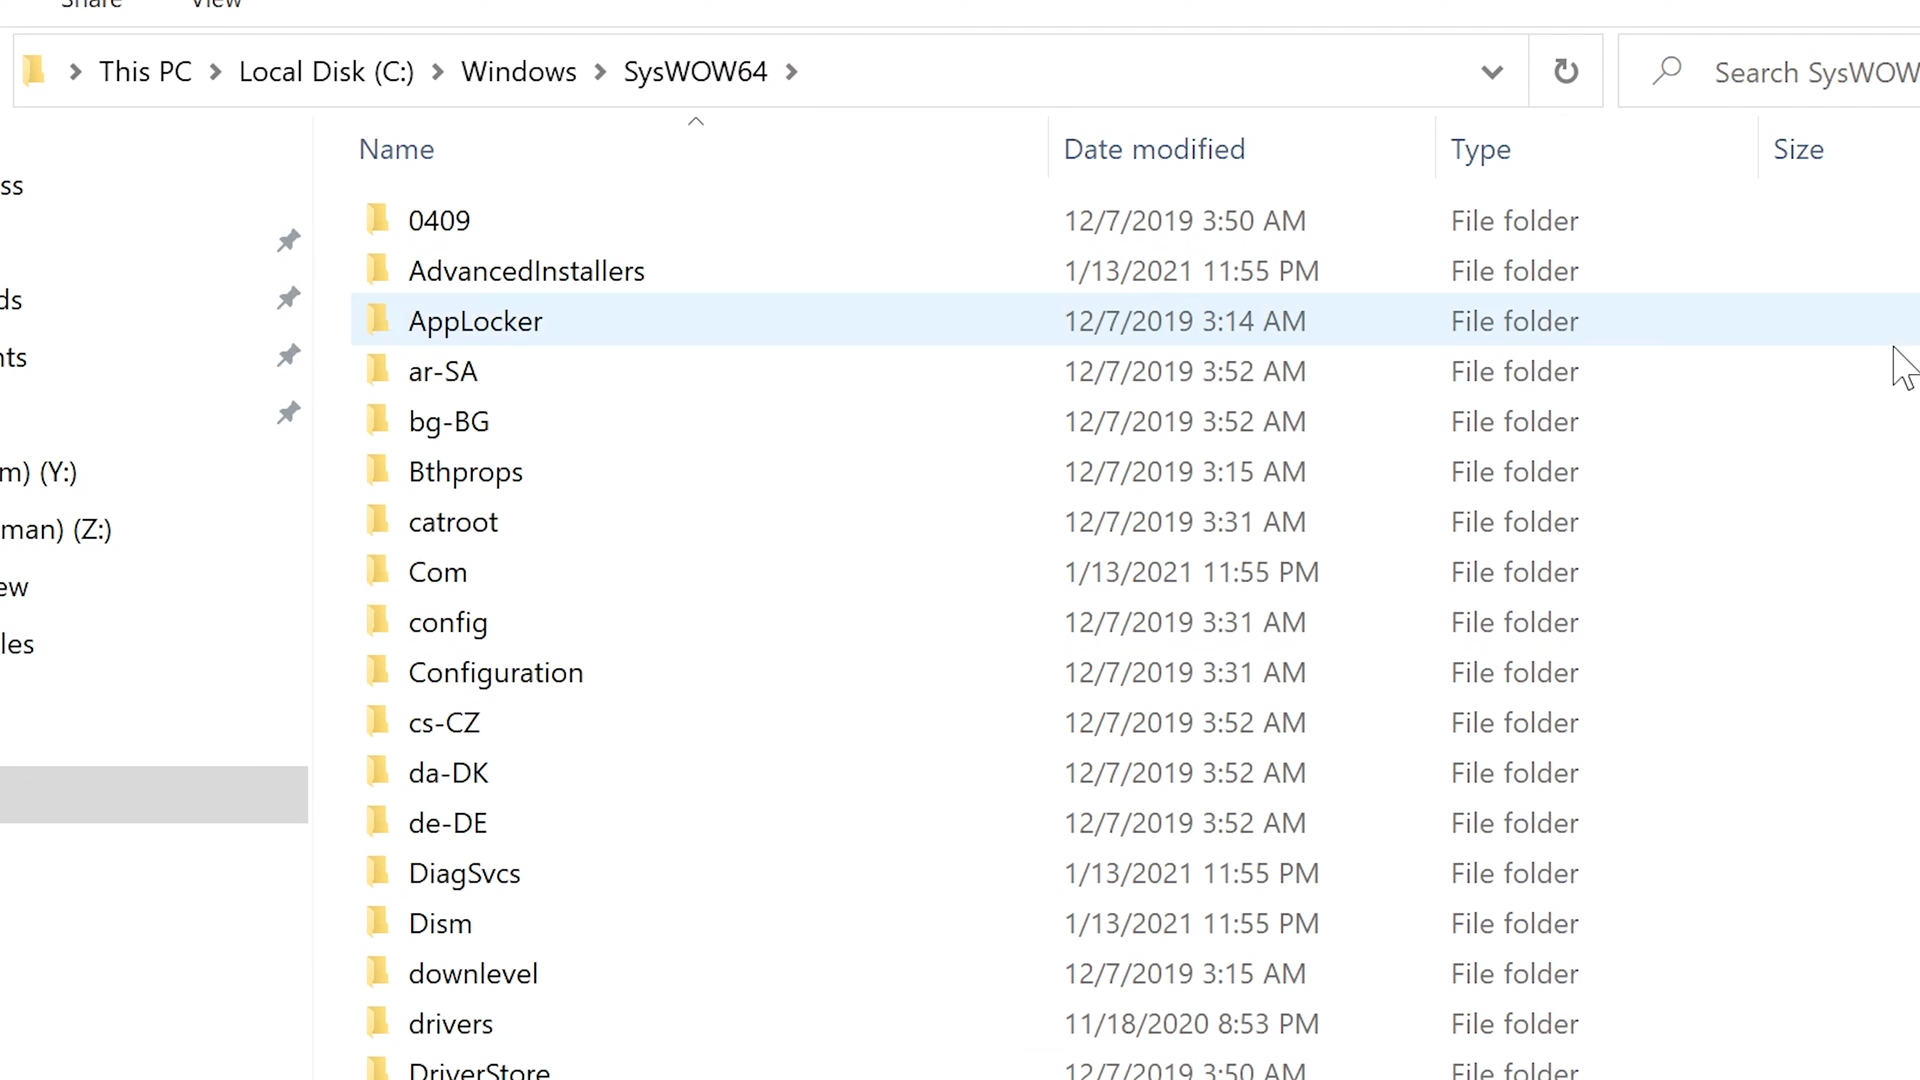 Share View
This PC > Local Disk (C:) > Windows > SysWOW64 >
Search SysWOW
Name Date modified Type Size
ss
ds
nts
m) (Y:)
man) (Z:)
ew
les
0409 12/7/2019 3:50 AM File folder
AdvancedInstallers 1/13/2021 11:55 PM File folder
AppLocker 12/7/2019 3:14 AM File folder
ar-SA 12/7/2019 3:52 AM File folder
bg-BG 12/7/2019 3:52 AM File folder
Bthprops 12/7/2019 3:15 AM File folder
catroot 12/7/2019 3:31 AM File folder
Com 1/13/2021 11:55 PM File folder
config 12/7/2019 3:31 AM File folder
Configuration 12/7/2019 3:31 AM File folder
cs-CZ 12/7/2019 3:52 AM File folder
da-DK 12/7/2019 3:52 AM File folder
de-DE 12/7/2019 3:52 AM File folder
DiagSvcs 1/13/2021 11:55 PM File folder
Dism 1/13/2021 11:55 PM File folder
downlevel 12/7/2019 3:15 AM File folder
drivers 11/18/2020 8:53 PM File folder
DriverStore 12/7/2019 3:50 AM File folder